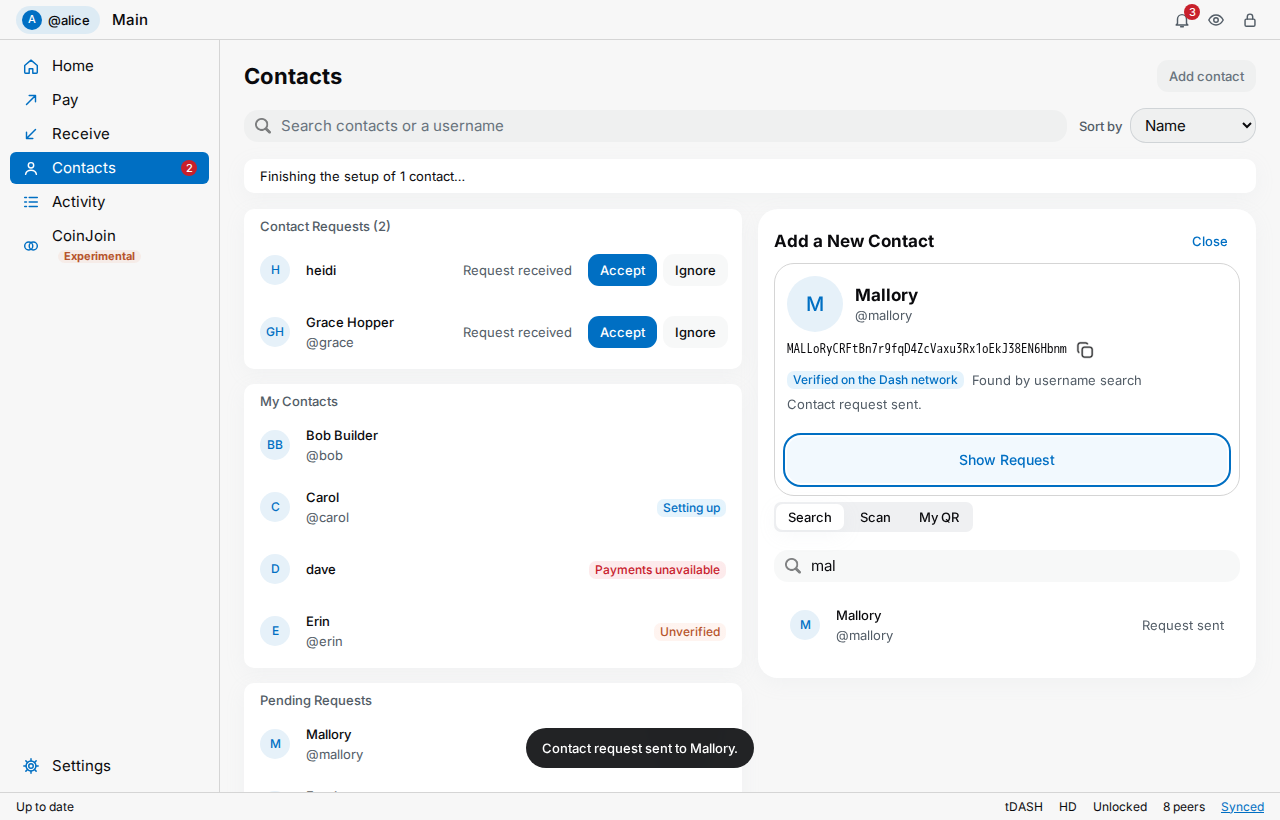 A @alice Main
3
Home
Pay
Receive
Contacts 2
Activity
CoinJoin
Experimental
Settings
Contacts
Add contact
Search contacts or a username
Sort by Name
Finishing the setup of 1 contact...
Contact Requests (2)
H heidi Request received Accept Ignore
GH Grace Hopper
@grace
Request received Accept Ignore
My Contacts
BB Bob Builder
@bob
C Carol
@carol
Setting up
D dave Payments unavailable
E Erin
@erin
Unverified
Pending Requests
M Mallory
@mallory
Add a New Contact Close
M Mallory
@mallory
MALLoRyCRFtBn7r9fqD4ZcVaxu3Rx1oEkJ38EN6Hbnm
Verified on the Dash network Found by username search
Contact request sent.
Show Request
Search Scan My QR
mal
M Mallory
@mallory
Request sent
Contact request sent to Mallory.
Up to date tDASH HD Unlocked 8 peers Synced